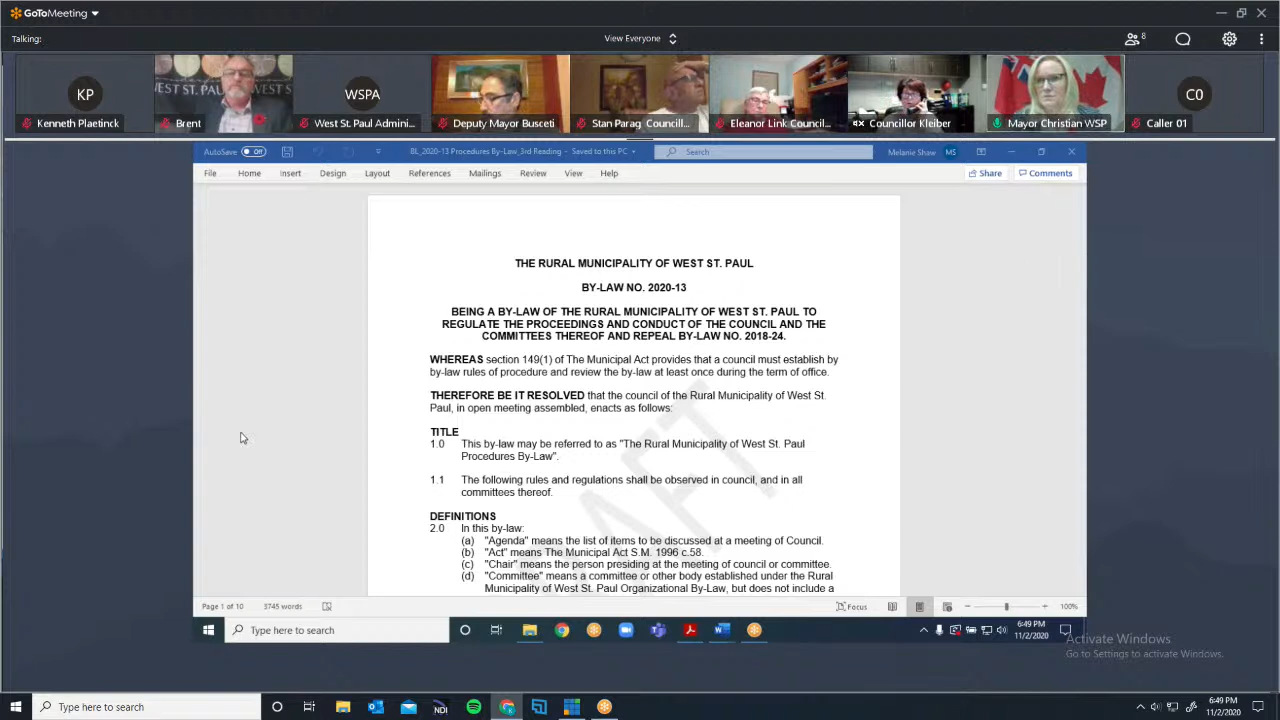 GoToMeeting
Talking:
View Everyone
8
KP
Kenneth Plaetinck
WEST ST. PAUL WEST S
Brent
WSPA
West St. Paul Admini...
Deputy Mayor Busceti
Stan Parag Councill...
Eleanor Link Council...
Councillor Kleiber
Mayor Christian WSP
C0
Caller 01
AutoSave Off
BL_2020-13 Procedures By-Law_3rd Reading - Saved to this PC
Search
Melanie Shaw MS
File Home Insert Design Layout References Mailings Review View Help
Share Comments
THE RURAL MUNICIPALITY OF WEST ST. PAUL
BY-LAW NO. 2020-13
BEING A BY-LAW OF THE RURAL MUNICIPALITY OF WEST ST. PAUL TO
REGULATE THE PROCEEDINGS AND CONDUCT OF THE COUNCIL AND THE
COMMITTEES THEREOF AND REPEAL BY-LAW NO. 2018-24.
WHEREAS section 149(1) of The Municipal Act provides that a council must establish by
by-law rules of procedure and review the by-law at least once during the term of office.
THEREFORE BE IT RESOLVED that the council of the Rural Municipality of West St.
Paul, in open meeting assembled, enacts as follows:
TITLE
1.0 This by-law may be referred to as "The Rural Municipality of West St. Paul
Procedures By-Law".
1.1 The following rules and regulations shall be observed in council, and in all
committees thereof.
DEFINITIONS
2.0 In this by-law:
(a) "Agenda" means the list of items to be discussed at a meeting of Council.
(b) "Act" means The Municipal Act S.M. 1996 c.58.
(c) "Chair" means the person presiding at the meeting of council or committee.
(d) "Committee" means a committee or other body established under the Rural
Municipality of West St. Paul Organizational By-Law, but does not include a
AFT
Page 1 of 10 3745 words
Focus
100%
Type here to search
6:49 PM
11/2/2020
Activate Windows
Go to Settings to activate Windows.
Type here to search
NDI
6:49 PM
11/2/2020